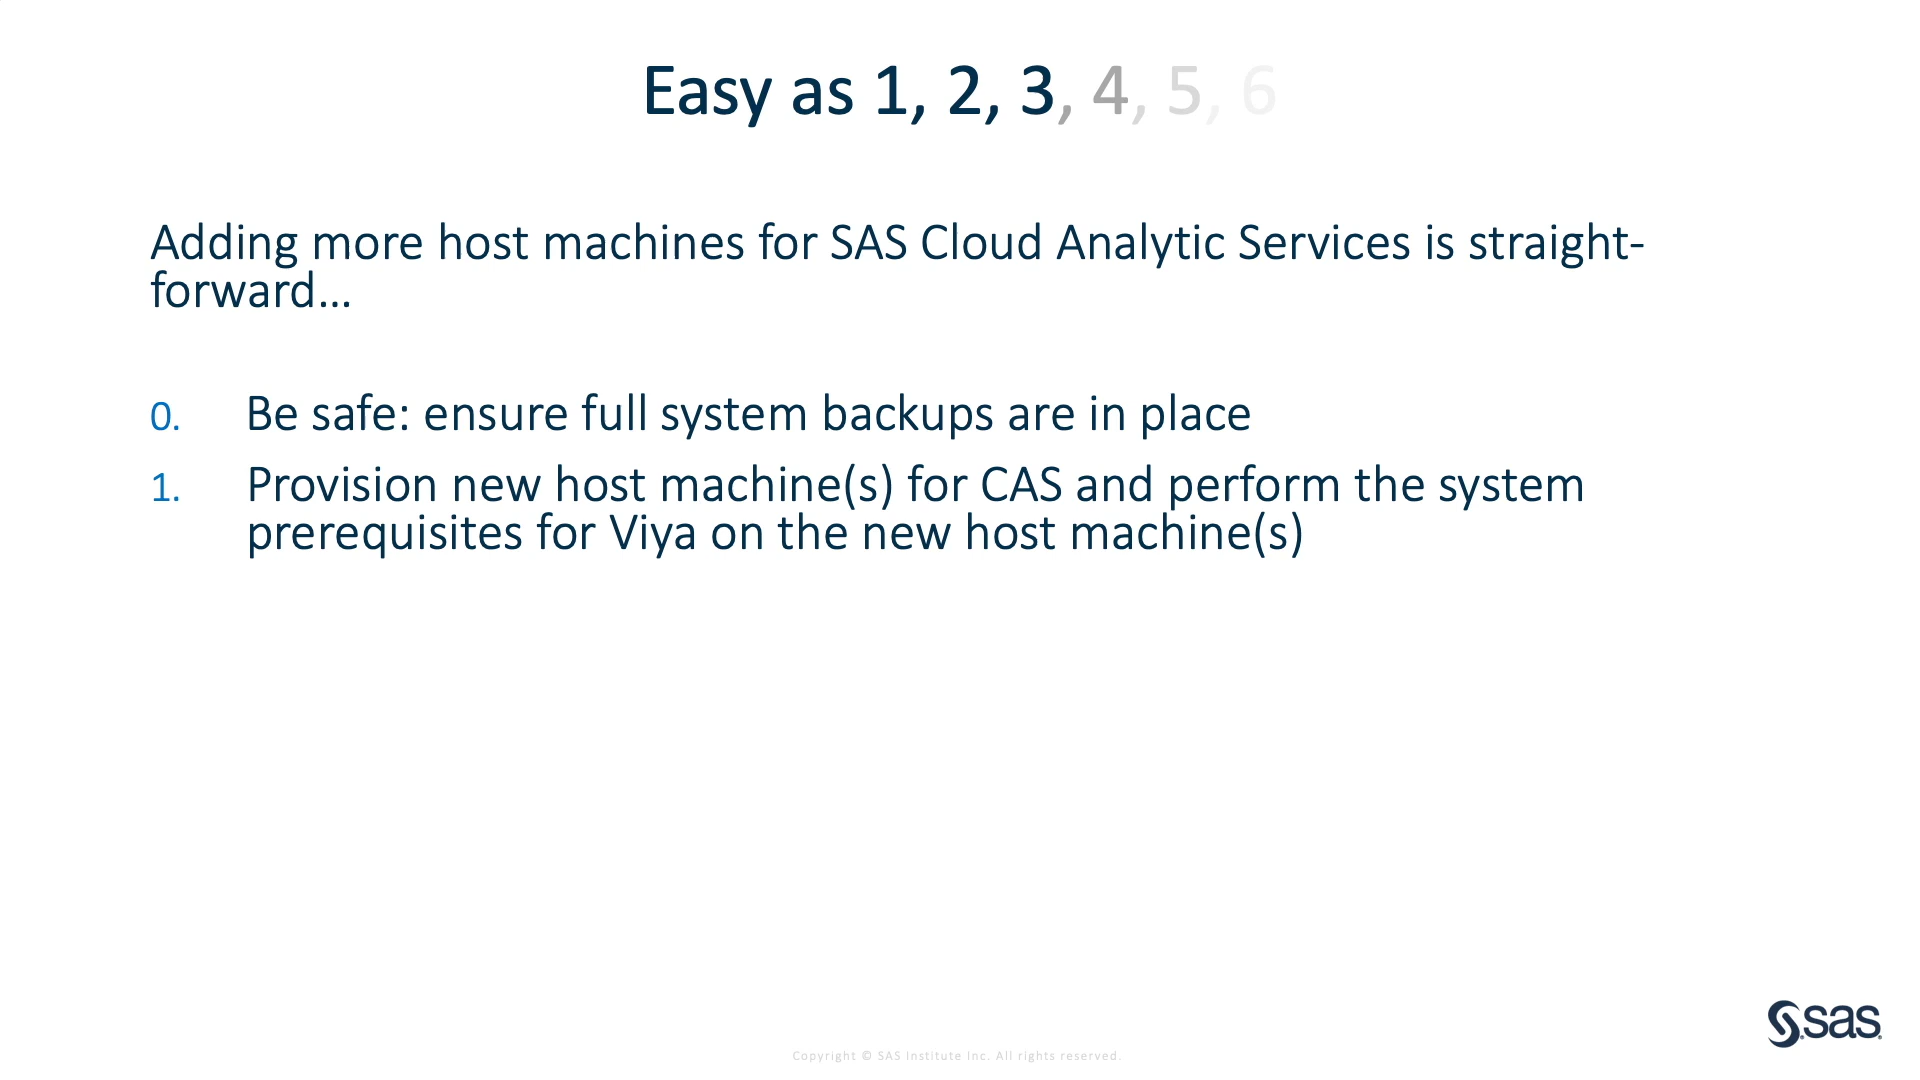 Easy as 1, 2, 3, 4, 5, 6
Adding more host machines for SAS Cloud Analytic Services is straight-
forward...
0. Be safe: ensure full system backups are in place
1. Provision new host machine(s) for CAS and perform the system
prerequisites for Viya on the new host machine(s)
sas
Copyright © SAS Institute Inc. All rights reserved.